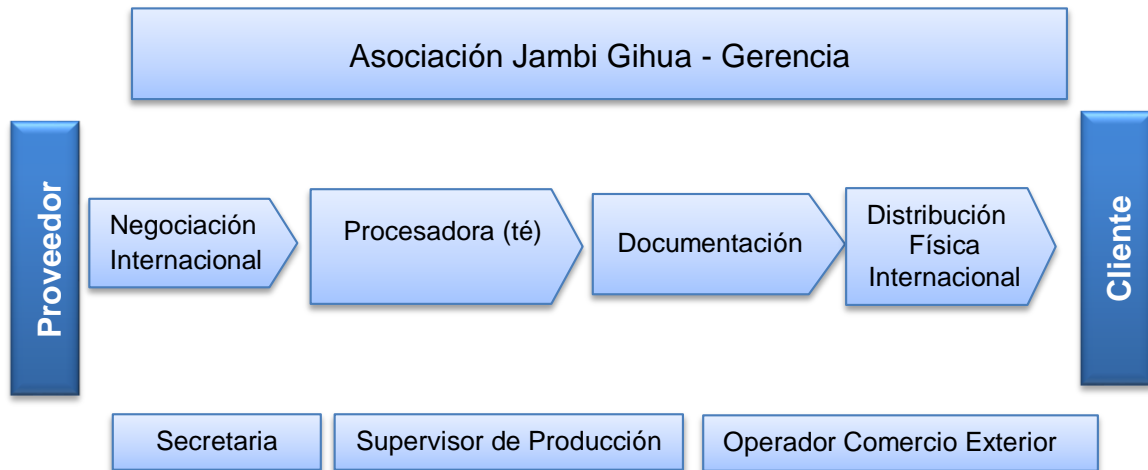 Asociación Jambi Gihua - Gerencia
Proveedor
Negociación
Internacional
Procesadora (té)
Documentación
Distribución
Física
Internacional
Cliente
Secretaria
Supervisor de Producción
Operador Comercio Exterior